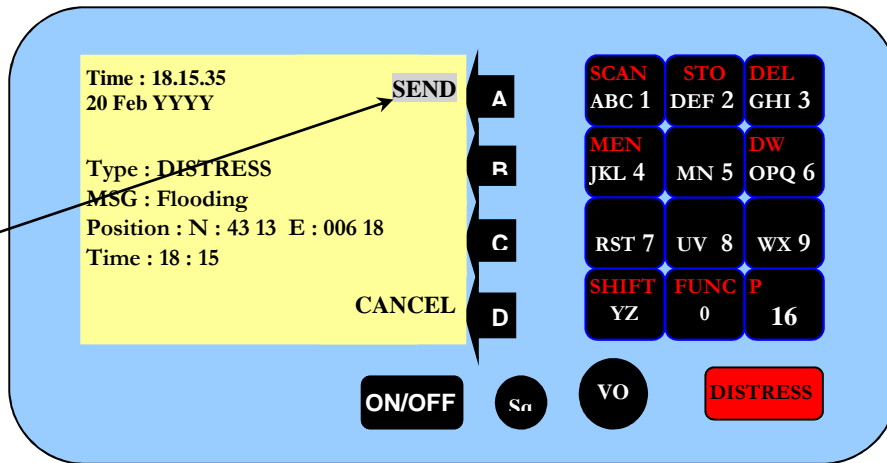 Time : 18.15.35
20 Feb YYYY
SEND
Type : DISTRESS
MSG : Flooding
Position : N : 43 13 E : 006 18
Time : 18 : 15
CANCEL
A
B
C
D
SCAN STO DEL
ABC 1 DEF 2 GHI 3
MEN DW
JKL 4 MN 5 OPQ 6
RST 7 UV 8 WX 9
SHIFT FUNC P
YZ 0 16
ON/OFF
Sq
VO
DISTRESS